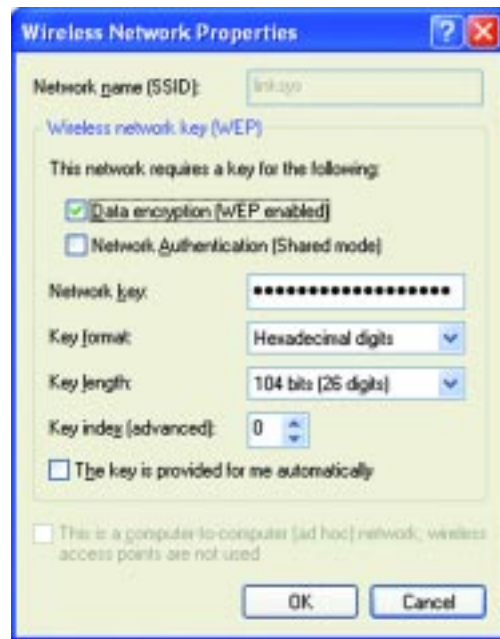 Wireless Network Properties
Network name (SSID): linksys
Wireless network key (WEP)
This network requires a key for the following:
Data encryption (WEP enabled)
Network Authentication (Shared mode)
Network key: ••••••••••••••••••
Key format: Hexadecimal digits
Key length: 104 bits (26 digits)
Key index (advanced): 0
The key is provided for me automatically
This is a computer-to-computer (ad hoc) network; wireless
access points are not used
OK Cancel